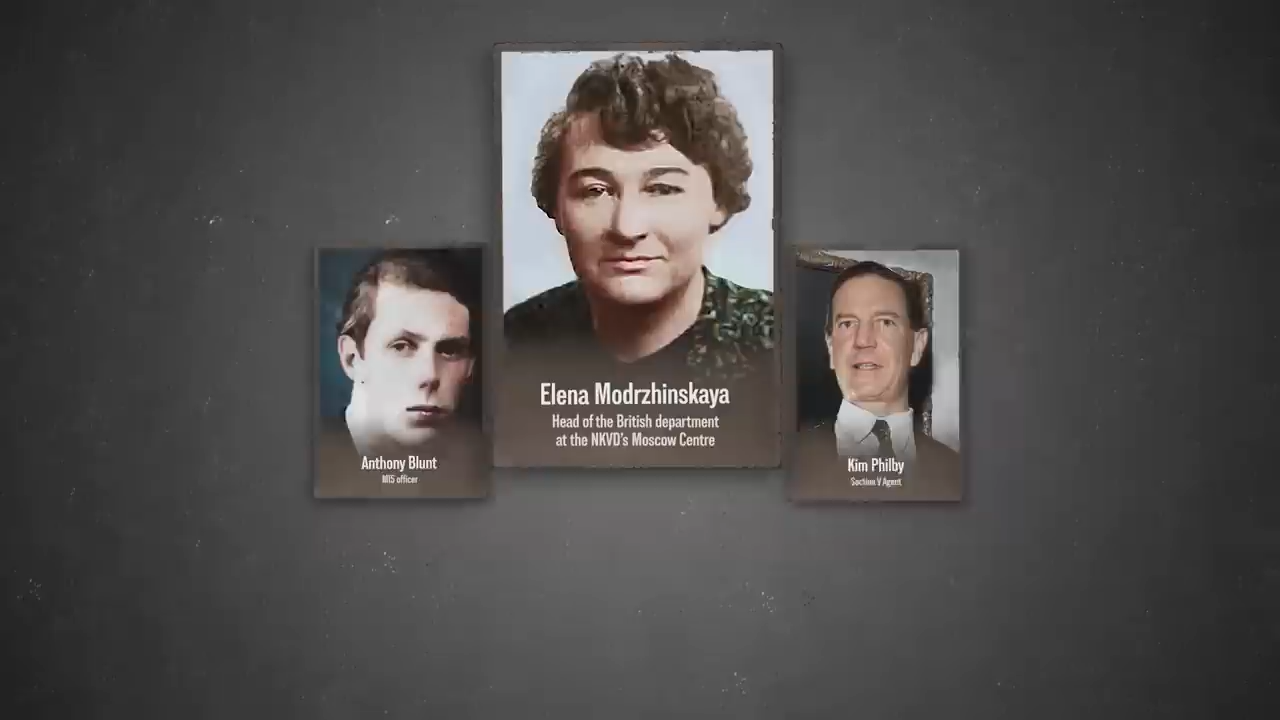 Elena Modrzhinskaya
Head of the British department
at the NKVD's Moscow Centre
Anthony Blunt
MI5 officer
Kim Philby
Section V Agent